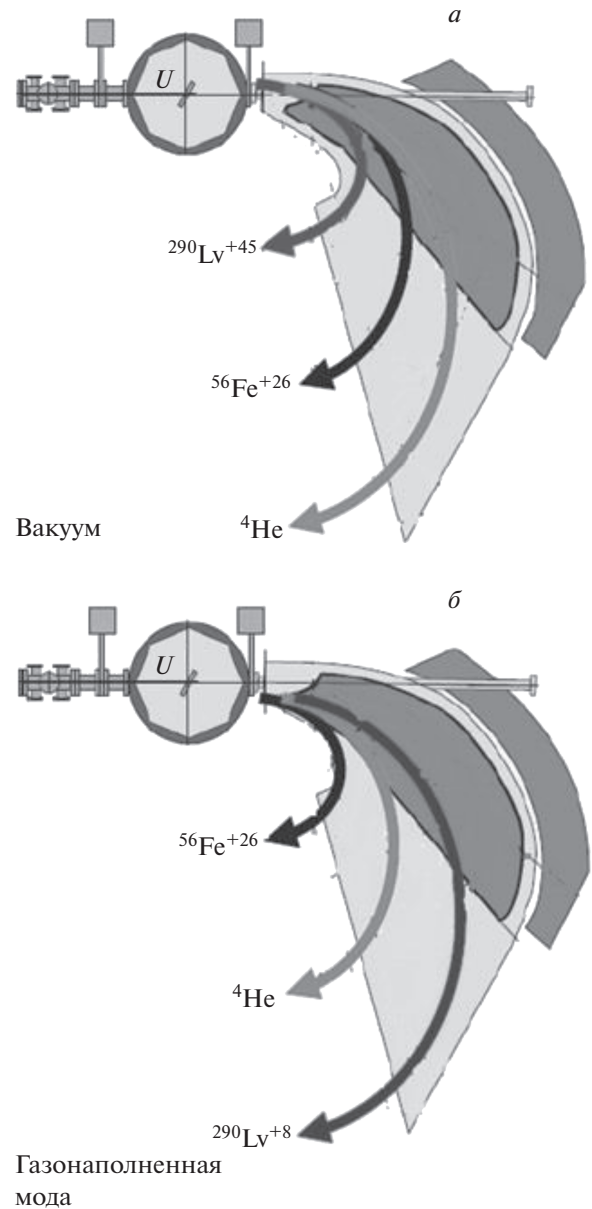 а
U
²⁹⁰Lv⁺⁴⁵
⁵⁶Fe⁺²⁶
⁴He
Вакуум
б
U
⁵⁶Fe⁺²⁶
⁴He
²⁹⁰Lv⁺⁸
Газонаполненная
мода